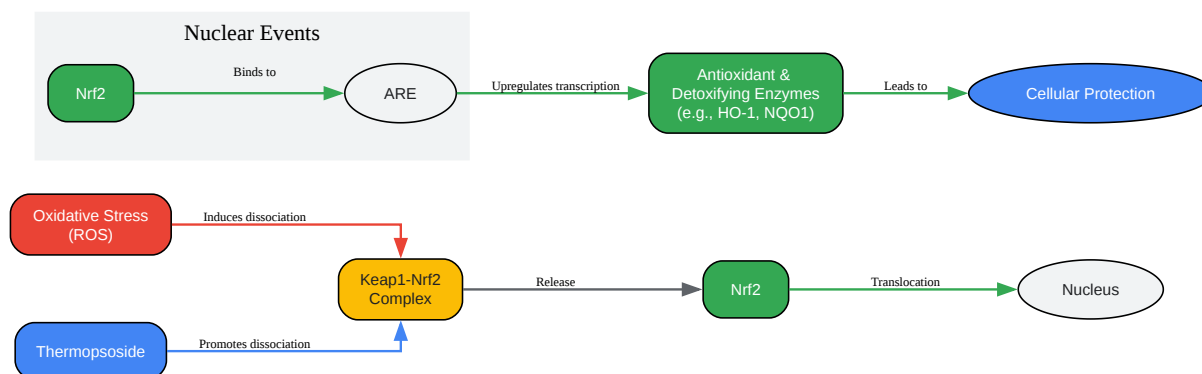 Nuclear Events
Nrf2
Binds to
ARE
Upregulates transcription
Antioxidant &
Detoxifying Enzymes
(e.g., HO-1, NQO1)
Leads to
Cellular Protection
Oxidative Stress
(ROS)
Induces dissociation
Keap1-Nrf2
Complex
Release
Nrf2
Translocation
Nucleus
Thermopsoside
Promotes dissociation